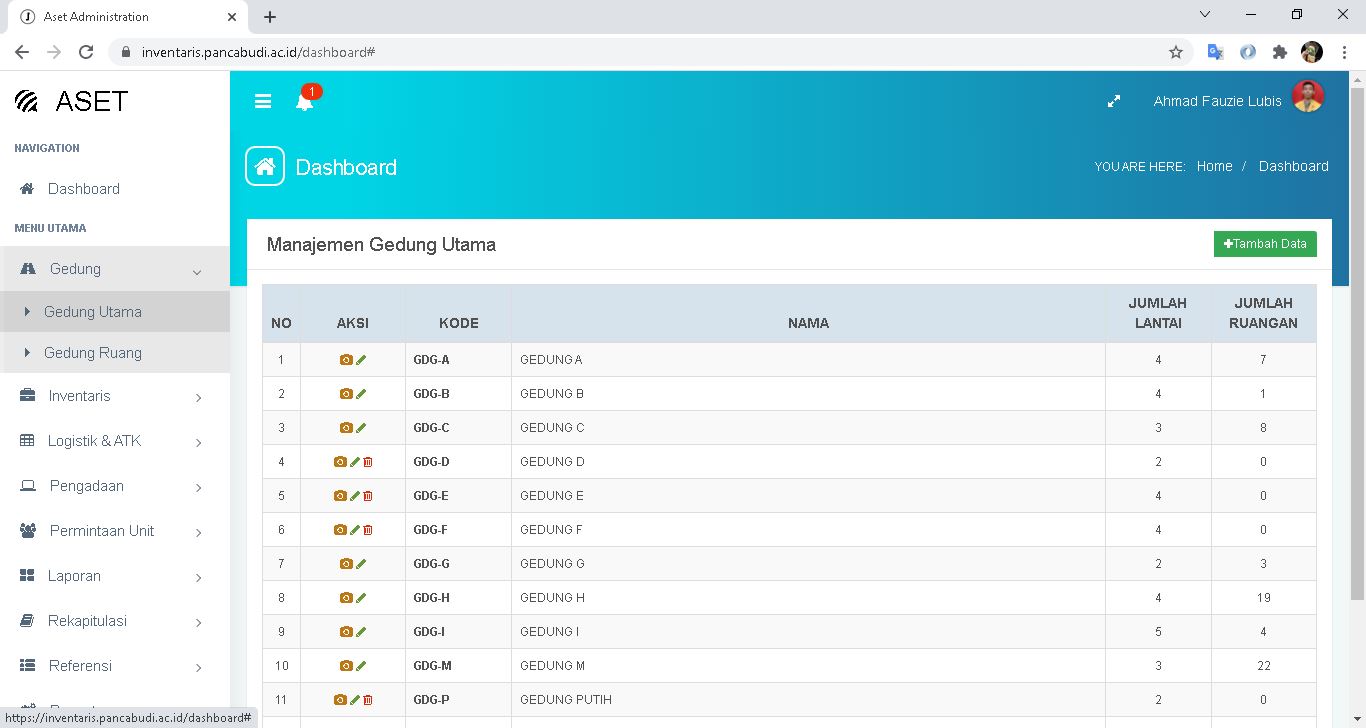 Aset Administration
inventaris.pancabudi.ac.id/dashboard#
ASET
1
Ahmad Fauzie Lubis
NAVIGATION
Dashboard
MENU UTAMA
Gedung
Gedung Utama
Gedung Ruang
Inventaris
Logistik & ATK
Pengadaan
Permintaan Unit
Laporan
Rekapitulasi
Referensi
https://inventaris.pancabudi.ac.id/dashboard#
Dashboard
YOU ARE HERE: Home / Dashboard
Manajemen Gedung Utama
Tambah Data
NO AKSI KODE NAMA JUMLAH LANTAI JUMLAH RUANGAN
1 GDG-A GEDUNG A 4 7
2 GDG-B GEDUNG B 4 1
3 GDG-C GEDUNG C 3 8
4 GDG-D GEDUNG D 2 0
5 GDG-E GEDUNG E 4 0
6 GDG-F GEDUNG F 4 0
7 GDG-G GEDUNG G 2 3
8 GDG-H GEDUNG H 4 19
9 GDG-I GEDUNG I 5 4
10 GDG-M GEDUNG M 3 22
11 GDG-P GEDUNG PUTIH 2 0